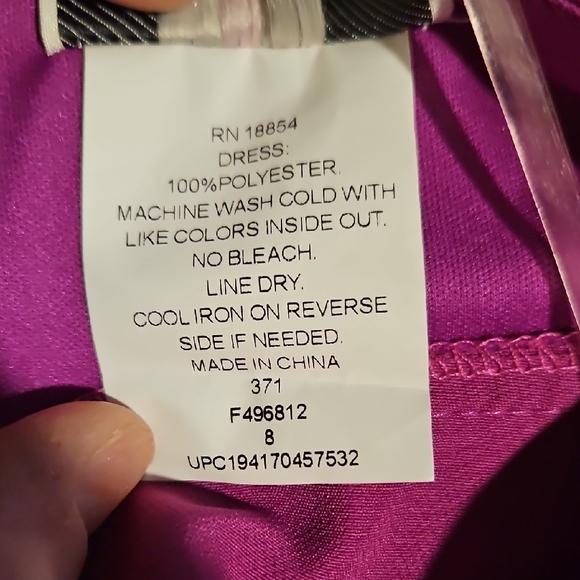 RN 18854
DRESS:
100%POLYESTER.
MACHINE WASH COLD WITH
LIKE COLORS INSIDE OUT.
NO BLEACH.
LINE DRY.
COOL IRON ON REVERSE
SIDE IF NEEDED.
MADE IN CHINA
371
F496812
8
UPC194170457532